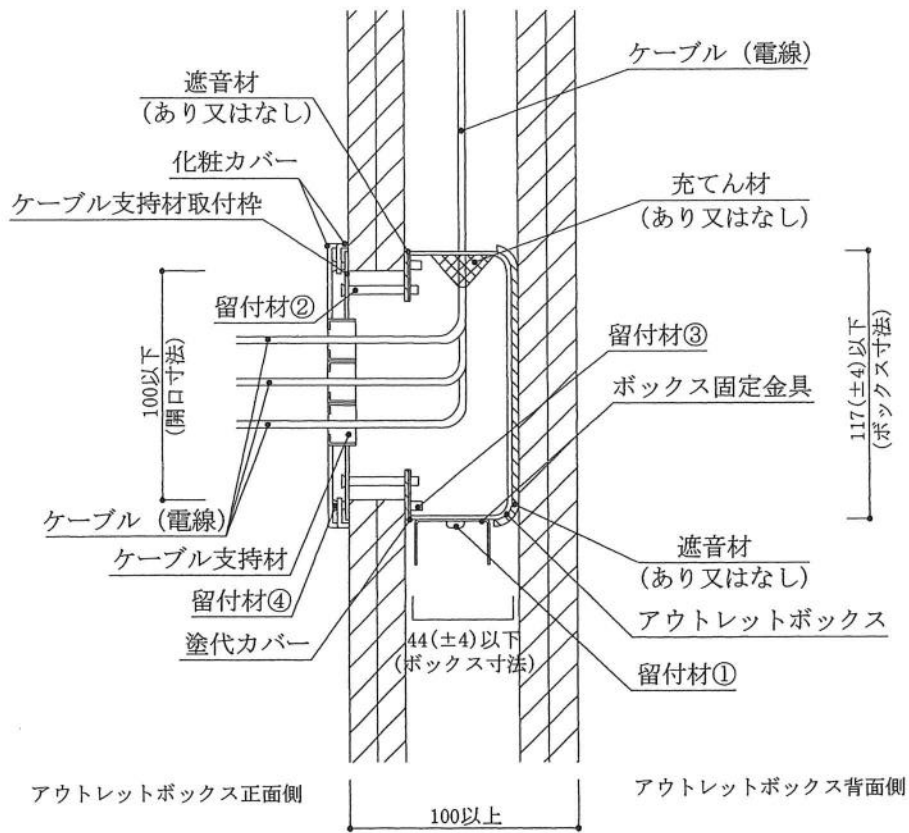 ケーブル（電線）
遮音材
(あり又はなし)
化粧カバー
充てん材
(あり又はなし)
ケーブル支持材取付枠
留付材②
留付材③
100以下
(開口寸法)
ボックス固定金具
117(±4)以下
(ボックス寸法)
ケーブル（電線）
ケーブル支持材
遮音材
(あり又はなし)
留付材④
アウトレットボックス
塗代カバー
44(±4)以下
(ボックス寸法)
留付材①
アウトレットボックス正面側
アウトレットボックス背面側
100以上